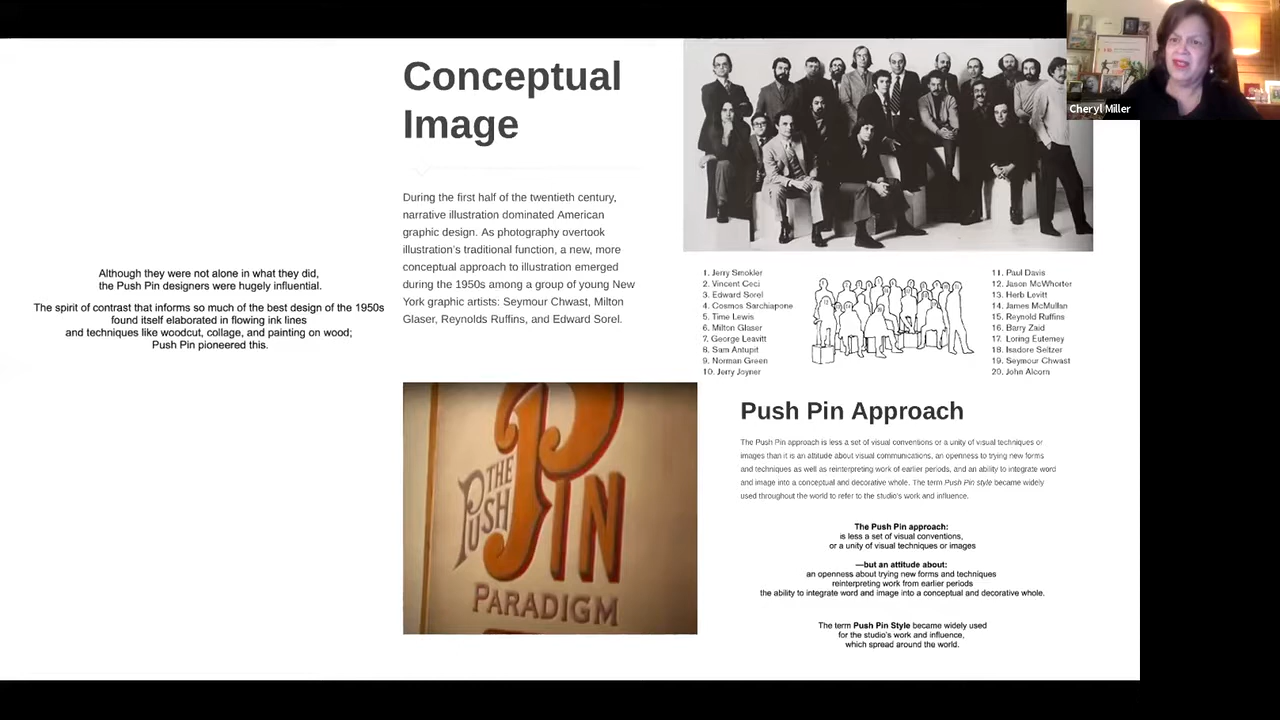 Cheryl Miller
Conceptual
Image
During the first half of the twentieth century,
narrative illustration dominated American
graphic design. As photography overtook
illustration's traditional function, a new, more
conceptual approach to illustration emerged
during the 1950s among a group of young New
York graphic artists: Seymour Chwast, Milton
Glaser, Reynolds Ruffins, and Edward Sorel.
Although they were not alone in what they did,
the Push Pin designers were hugely influential.
The spirit of contrast that informs so much of the best design of the 1950s
found itself elaborated in flowing ink lines
and techniques like woodcut, collage, and painting on wood;
Push Pin pioneered this.
1. Jerry Smokler
2. Vincent Ceci
3. Edward Sorel
4. Cosmos Sarchiapone
5. Time Lewis
6. Milton Glaser
7. George Leavitt
8. Sam Antupit
9. Norman Green
10. Jerry Joyner
11. Paul Davis
12. Jason McWhorter
13. Herb Levitt
14. James McMullan
15. Reynold Ruffins
16. Barry Zaid
17. Loring Eutemey
18. Isadore Seltzer
19. Seymour Chwast
20. John Alcorn
THE
PUSH
PIN
PARADIGM
Push Pin Approach
The Push Pin approach is less a set of visual conventions or a unity of visual techniques or
images than it is an attitude about visual communications, an openness to trying new forms
and techniques as well as reinterpreting work of earlier periods, and an ability to integrate word
and image into a conceptual and decorative whole. The term Push Pin style became widely
used throughout the world to refer to the studio's work and influence.
The Push Pin approach:
is less a set of visual conventions,
or a unity of visual techniques or images
—but an attitude about:
an openness about trying new forms and techniques
reinterpreting work from earlier periods
the ability to integrate word and image into a conceptual and decorative whole.
The term Push Pin Style became widely used
for the studio's work and influence,
which spread around the world.